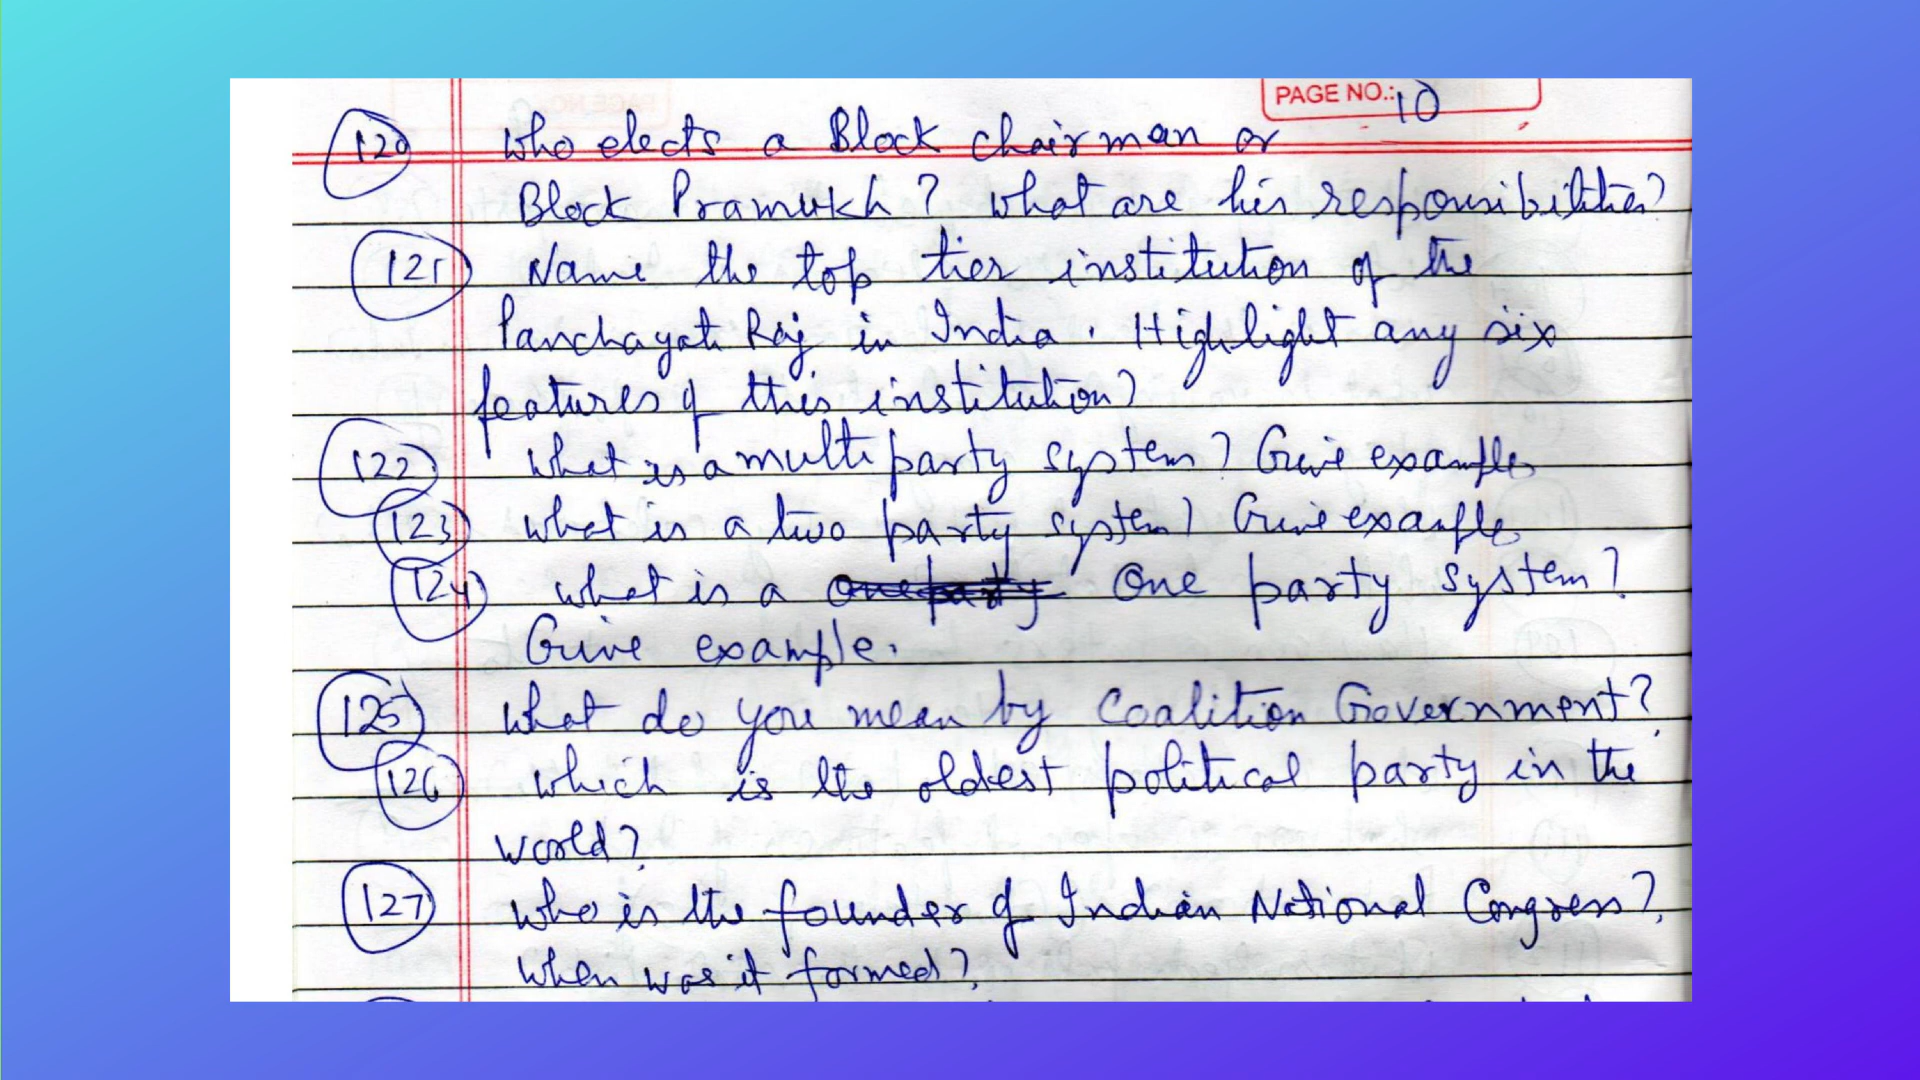 PAGE NO.: 10
120 Who elects a Block chairman or
Block Pramukh? What are his responsibilities?
121 Name the top tier institution of the
Panchayati Raj in India. Highlight any six
features of this institution?
122 What is a multi party system? Give example
123 What is a two party system? Give example
124 What is a One party system?
Give example.
125 What do you mean by Coalition Government?
126 Which is the oldest political party in the
world?
127 Who is the founder of Indian National Congress?
When was it formed?